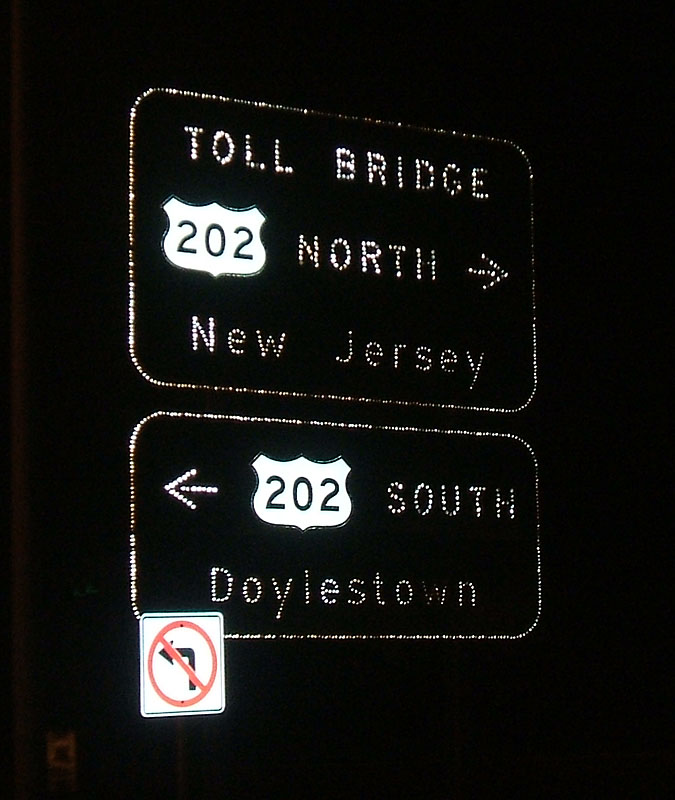 TOLL BRIDGE
202 NORTH →
New Jersey
← 202 SOUTH
Doylestown